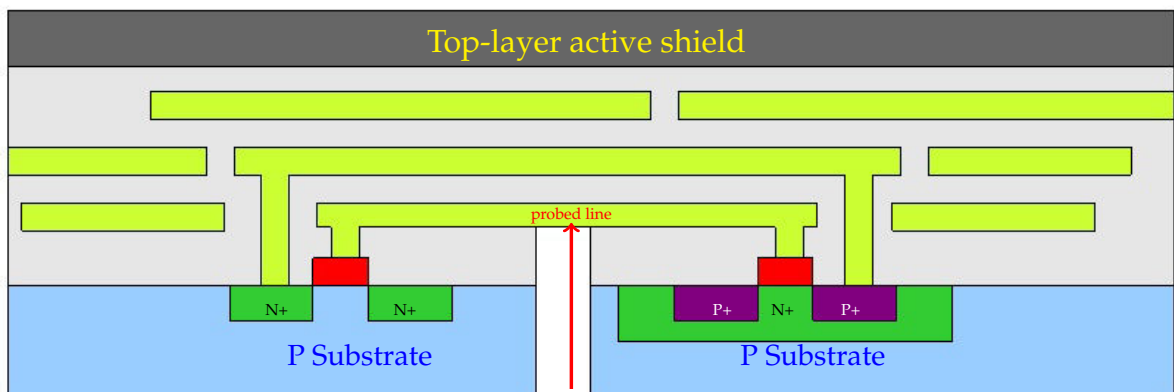 Top-layer active shield
probed line
N+
N+
P+
N+
P+
P Substrate
P Substrate